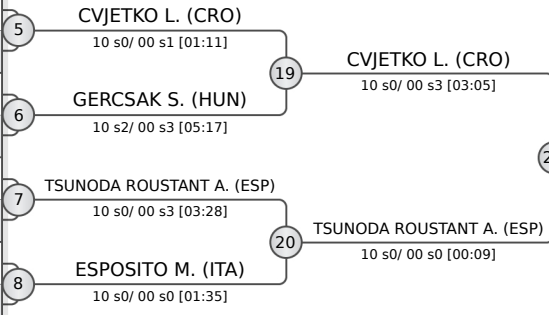 CVJETKO L. (CRO)
5
10 s0/ 00 s1 [01:11]
19
CVJETKO L. (CRO)
10 s0/ 00 s3 [03:05]
GERCSAK S. (HUN)
6
10 s2/ 00 s3 [05:17]
TSUNODA ROUSTANT A. (ESP)
7
10 s0/ 00 s3 [03:28]
20
TSUNODA ROUSTANT A. (ESP)
10 s0/ 00 s0 [00:09]
ESPOSITO M. (ITA)
8
10 s0/ 00 s0 [01:35]